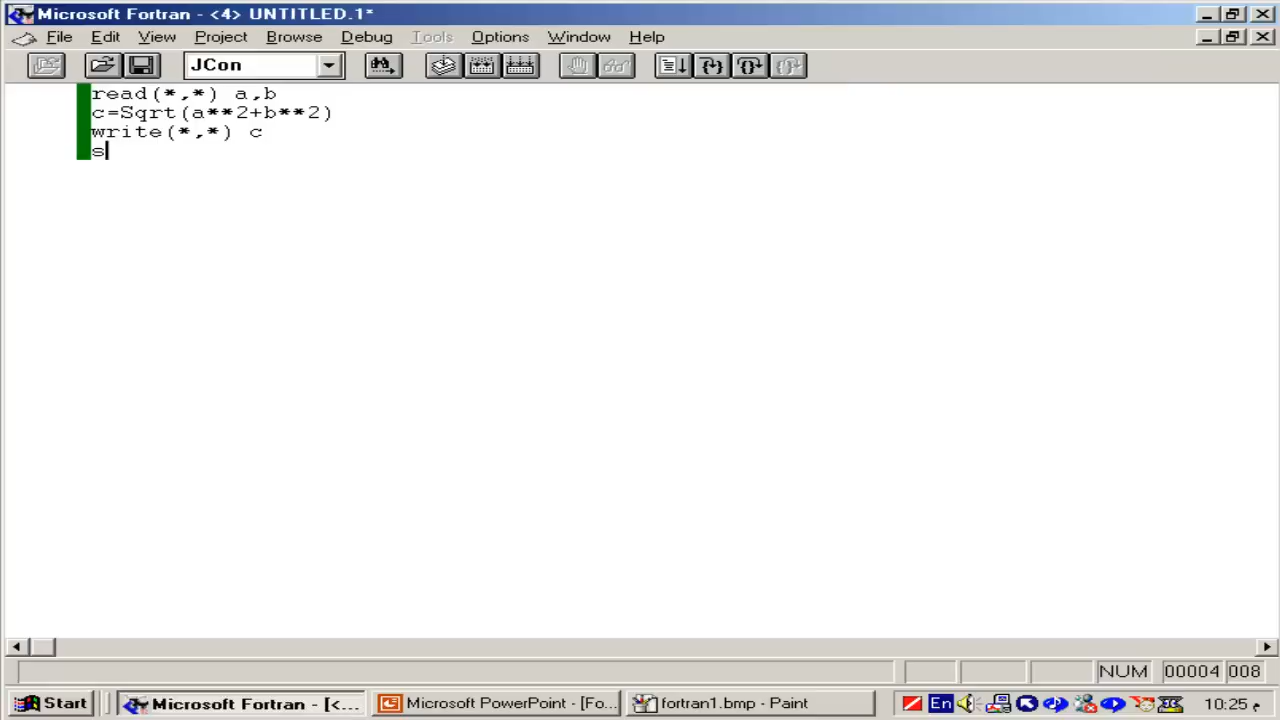 Microsoft Fortran - <4> UNTITLED.1*
File Edit View Project Browse Debug Tools Options Window Help
JCon
read(*,*) a,b
c=Sqrt(a**2+b**2)
write(*,*) c
s
NUM 00004 008
Start Microsoft Fortran - [<... Microsoft PowerPoint - [Fo... fortran1.bmp - Paint En 10:25 م